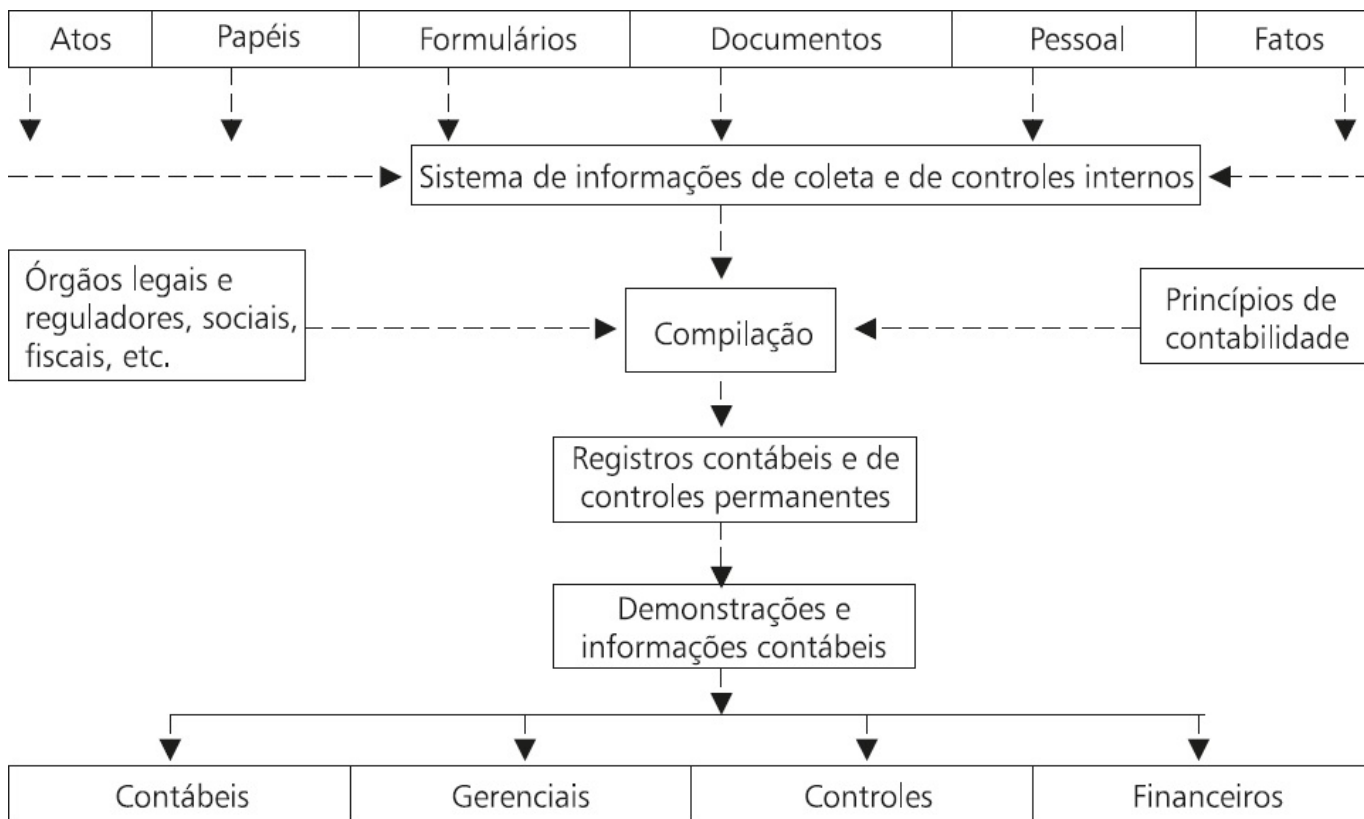 Atos Papéis Formulários Documentos Pessoal Fatos
Sistema de informações de coleta e de controles internos
Órgãos legais e
reguladores, sociais,
fiscais, etc.
Compilação
Princípios de
contabilidade
Registros contábeis e de
controles permanentes
Demonstrações e
informações contábeis
Contábeis Gerenciais Controles Financeiros